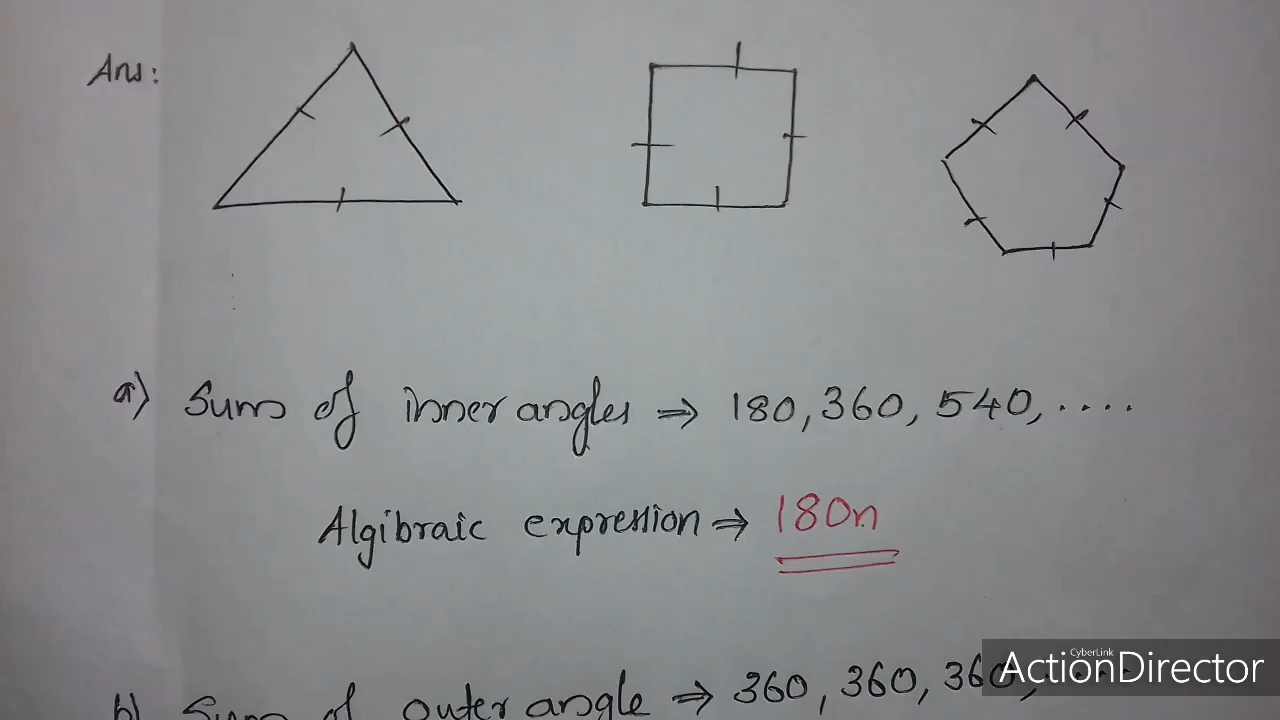 Ans:
a) Sum of inner angles ⇒ 180, 360, 540, ....
Algibraic expression ⇒ 180n
b) Sum of outer angle ⇒ 360, 360, 360,
CyberLink
ActionDirector